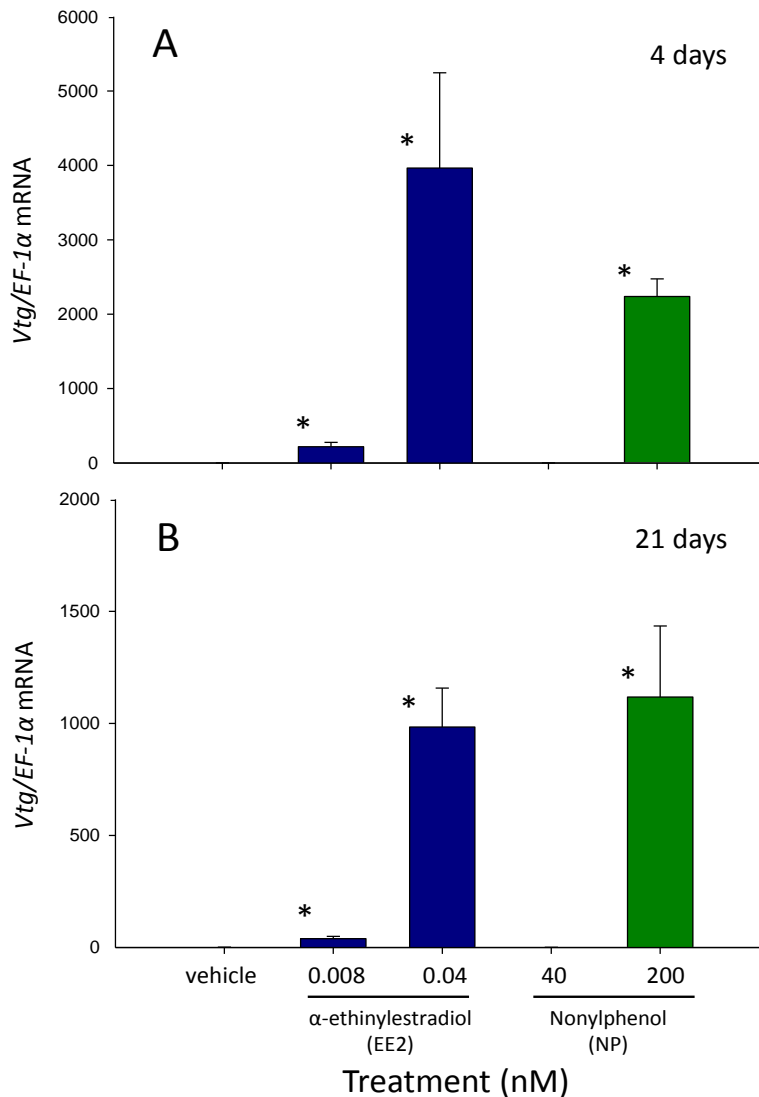 A
4 days
6000
5000
4000
3000
2000
1000
0
Vtg/EF-1α mRNA
*
*
*
B
21 days
2000
1500
1000
500
0
Vtg/EF-1α mRNA
*
*
*
vehicle 0.008 0.04 40 200
α-ethinylestradiol Nonylphenol
(EE2) (NP)
Treatment (nM)